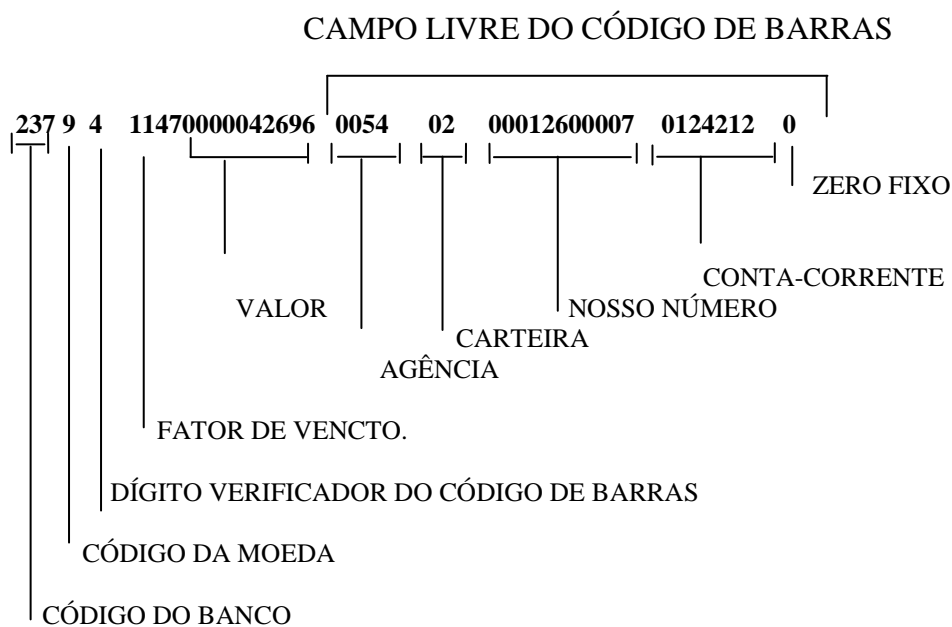 CAMPO LIVRE DO CÓDIGO DE BARRAS
237 9 4 11470000042696 0054 02 00012600007 0124212 0
ZERO FIXO
CONTA-CORRENTE
VALOR NOSSO NÚMERO
CARTEIRA
AGÊNCIA
FATOR DE VENCTO.
DÍGITO VERIFICADOR DO CÓDIGO DE BARRAS
CÓDIGO DA MOEDA
CÓDIGO DO BANCO